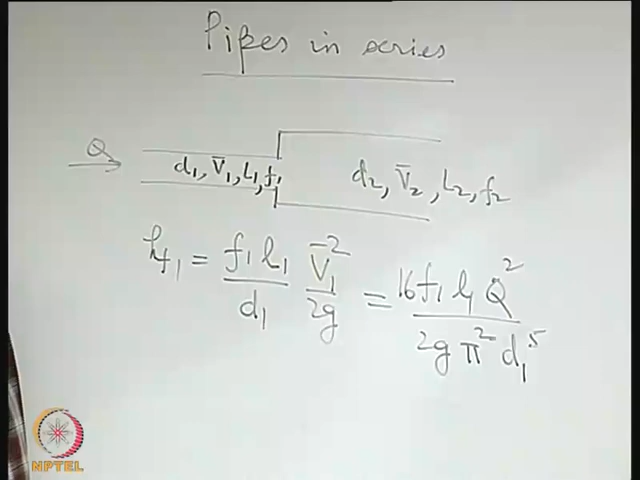 Pipes in series
Q
d₁, V̄₁, L₁, f₁
d₂, V̄₂, L₂, f₂
h_f₁ = f₁ l₁ / d₁ V̄₁² / 2g = 16 f₁ l₁ Q² / 2g π² d₁⁵
NPTEL